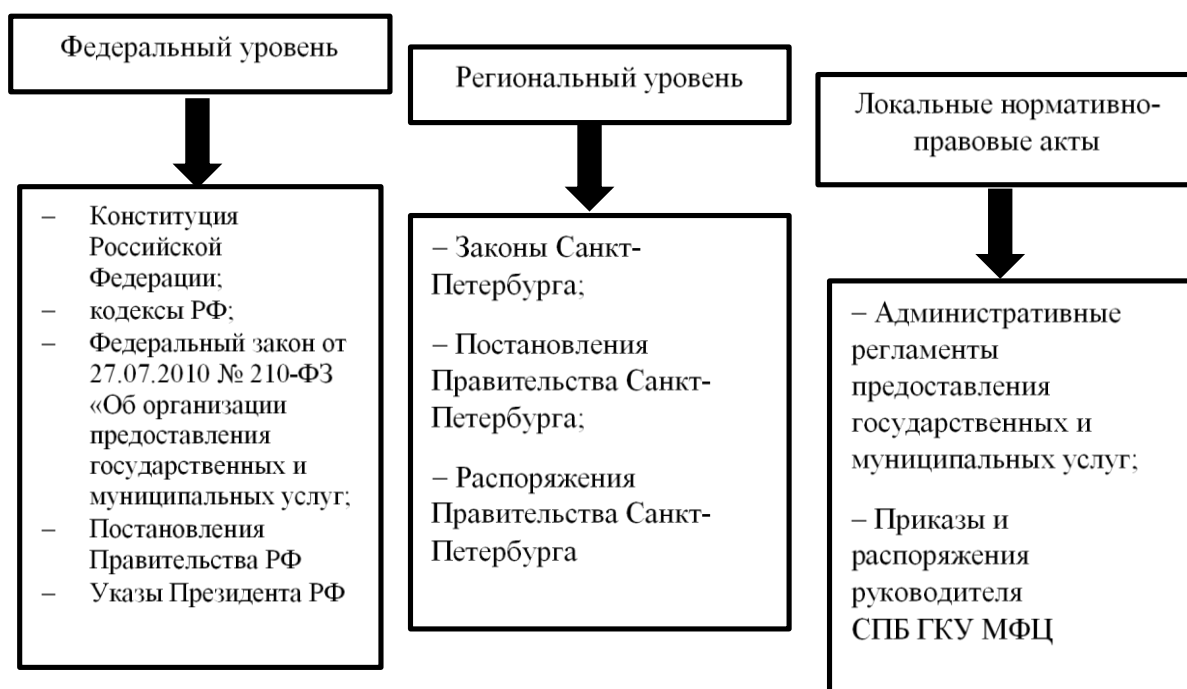 Федеральный уровень
– Конституция
Российской
Федерации;
– кодексы РФ;
– Федеральный закон от
27.07.2010 № 210-ФЗ
«Об организации
предоставления
государственных и
муниципальных услуг;
– Постановления
Правительства РФ
– Указы Президента РФ
Региональный уровень
– Законы Санкт-
Петербурга;
– Постановления
Правительства Санкт-
Петербурга;
– Распоряжения
Правительства Санкт-
Петербурга
Локальные нормативно-
правовые акты
– Административные
регламенты
предоставления
государственных и
муниципальных услуг;
– Приказы и
распоряжения
руководителя
СПБ ГКУ МФЦ